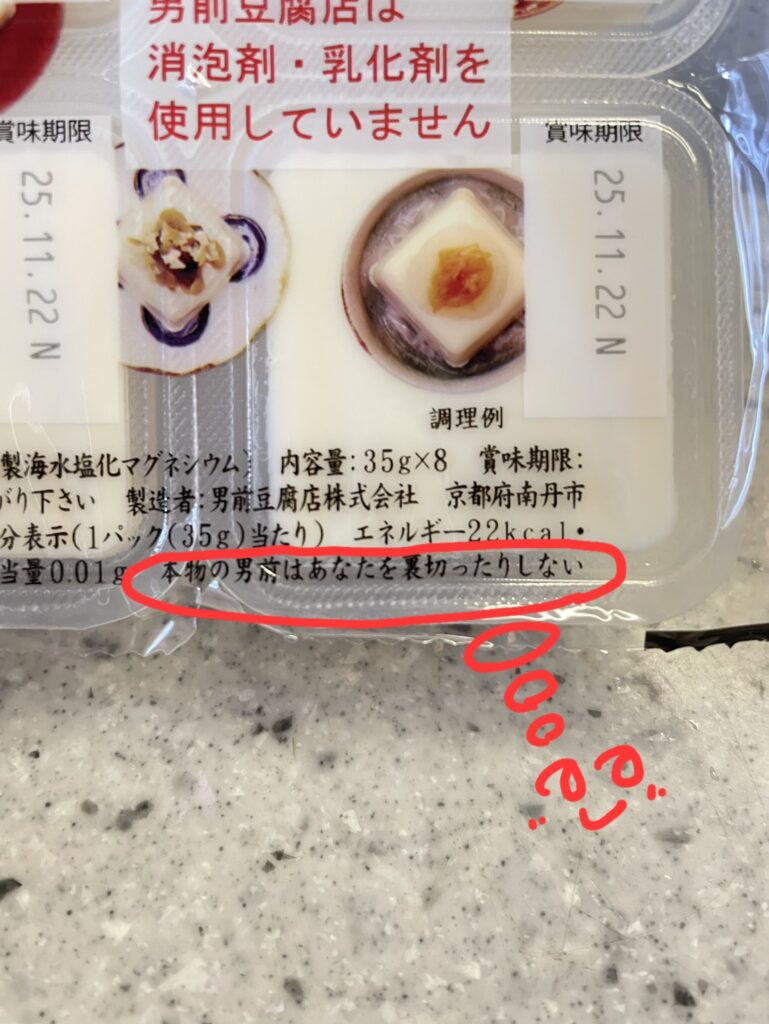 男前豆腐店は
消泡剤・乳化剤を
使用していません
賞味期限
25.11.22 N
賞味期限
25.11.22 N
調理例
製海水塩化マグネシウム) 内容量:35g×8 賞味期限:
がり下さい 製造者:男前豆腐店株式会社 京都府南丹市
分表示(1パック(35g)当たり) エネルギー22kcal・
当量0.01g 本物の男前はあなたを裏切ったりしない